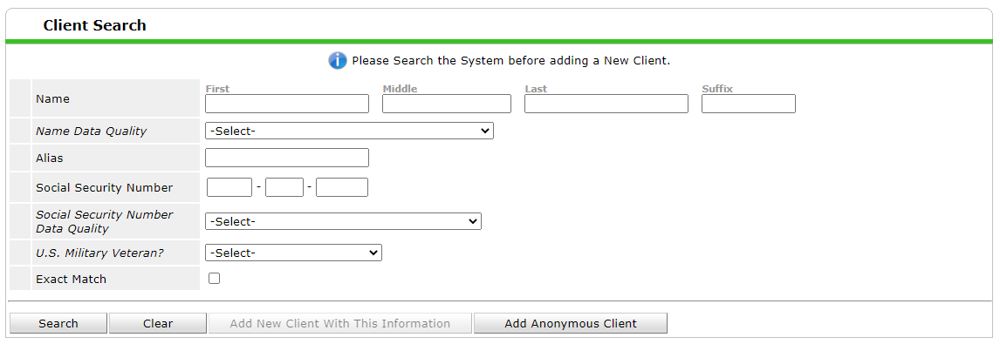 Client Search
Please Search the System before adding a New Client.
First Middle Last Suffix
Name
Name Data Quality -Select-
Alias
Social Security Number - -
Social Security Number
Data Quality -Select-
U.S. Military Veteran? -Select-
Exact Match
Search Clear Add New Client With This Information Add Anonymous Client